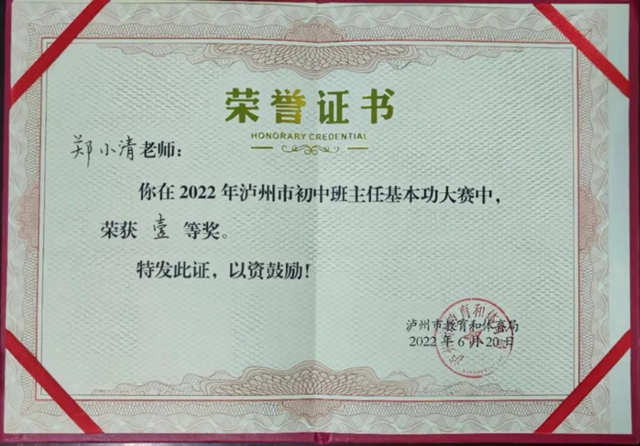 荣誉证书
HONORARY CREDENTIAL
郑小清老师：
你在2022年泸州市初中班主任基本功大赛中，
荣获 壹 等奖。
特发此证，以资鼓励！
泸州市教育和体育局
2022年6月20日